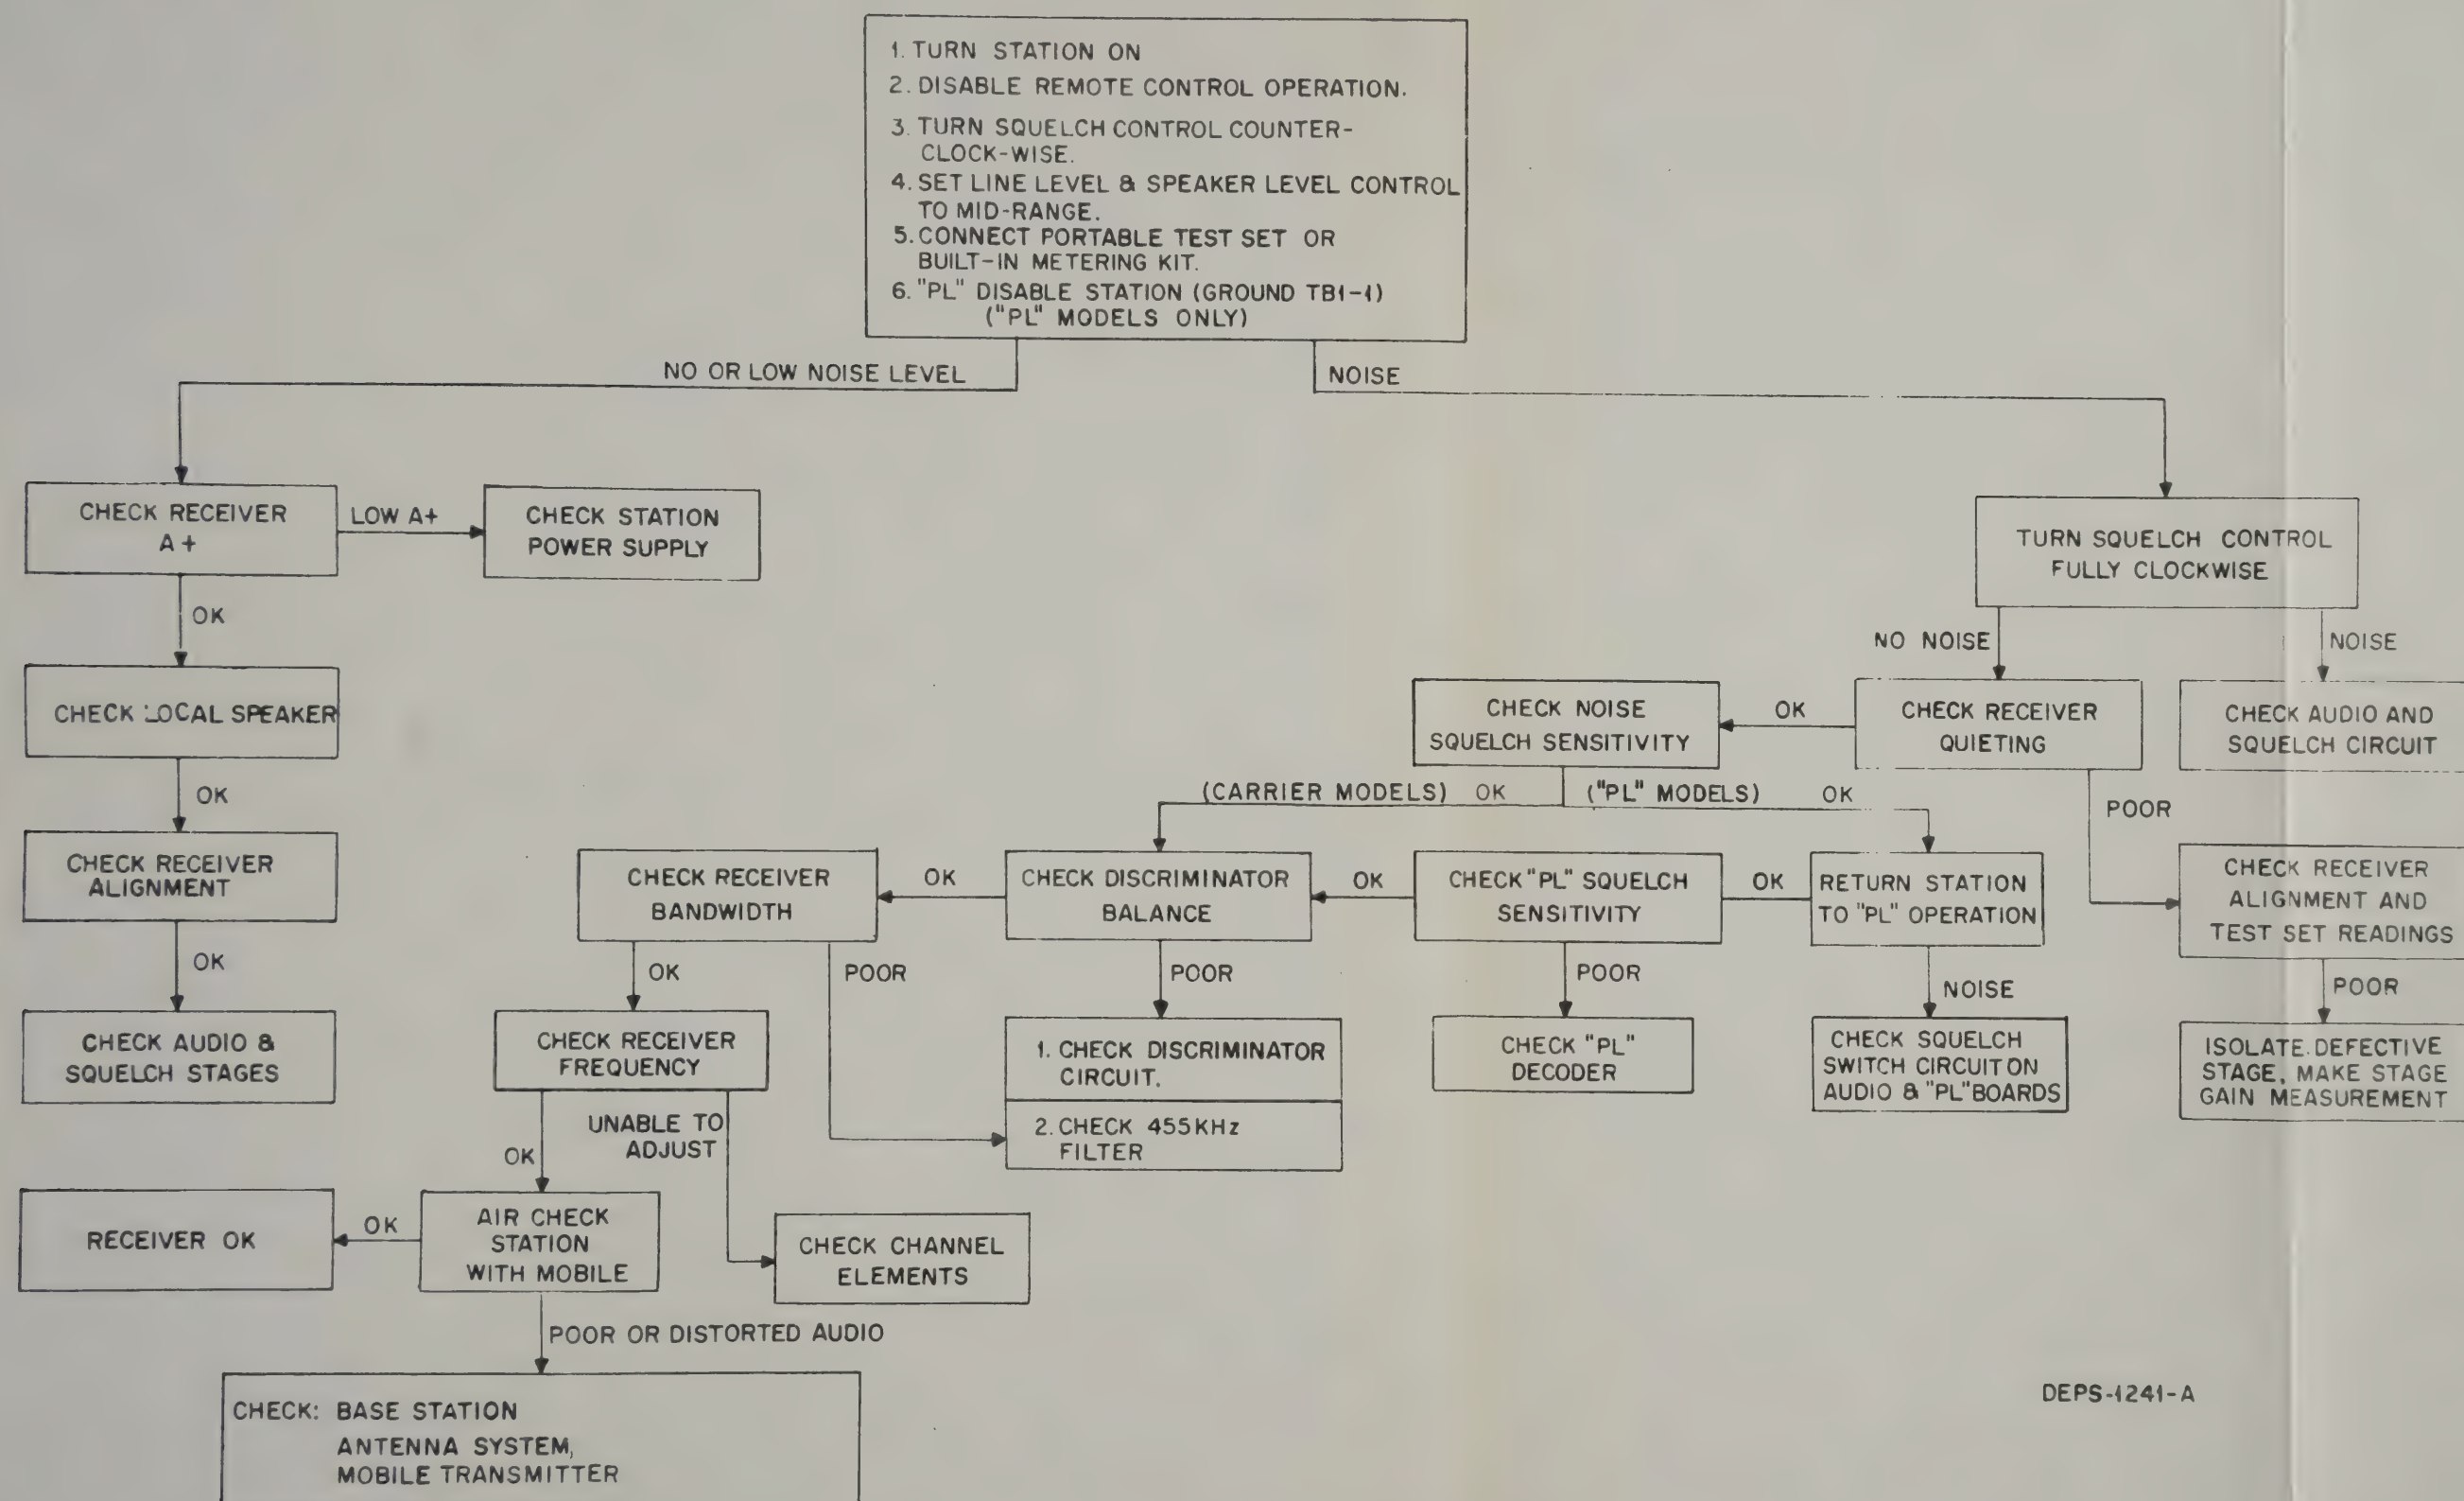 1. TURN STATION ON
2. DISABLE REMOTE CONTROL OPERATION.
3. TURN SQUELCH CONTROL COUNTER-
CLOCK-WISE.
4. SET LINE LEVEL & SPEAKER LEVEL CONTROL
TO MID-RANGE.
5. CONNECT PORTABLE TEST SET OR
BUILT-IN METERING KIT.
6. "PL" DISABLE STATION (GROUND TB1-1)
("PL" MODELS ONLY)
NO OR LOW NOISE LEVEL
NOISE
CHECK RECEIVER
A+
LOW A+
CHECK STATION
POWER SUPPLY
OK
CHECK LOCAL SPEAKER
OK
CHECK RECEIVER
ALIGNMENT
OK
CHECK AUDIO &
SQUELCH STAGES
TURN SQUELCH CONTROL
FULLY CLOCKWISE
NO NOISE
NOISE
CHECK NOISE
SQUELCH SENSITIVITY
OK
CHECK RECEIVER
QUIETING
CHECK AUDIO AND
SQUELCH CIRCUIT
(CARRIER MODELS) OK
("PL" MODELS) OK
POOR
CHECK RECEIVER
BANDWIDTH
OK
CHECK DISCRIMINATOR
BALANCE
OK
CHECK "PL" SQUELCH
SENSITIVITY
OK
RETURN STATION
TO "PL" OPERATION
CHECK RECEIVER
ALIGNMENT AND
TEST SET READINGS
OK
POOR
POOR
POOR
NOISE
POOR
CHECK RECEIVER
FREQUENCY
1. CHECK DISCRIMINATOR
CIRCUIT.
2. CHECK 455KHz
FILTER
CHECK "PL"
DECODER
CHECK SQUELCH
SWITCH CIRCUIT ON
AUDIO & "PL" BOARDS
ISOLATE DEFECTIVE
STAGE, MAKE STAGE
GAIN MEASUREMENT
OK
UNABLE TO
ADJUST
RECEIVER OK
OK
AIR CHECK
STATION
WITH MOBILE
CHECK CHANNEL
ELEMENTS
POOR OR DISTORTED AUDIO
CHECK: BASE STATION
ANTENNA SYSTEM,
MOBILE TRANSMITTER
DEPS-1241-A